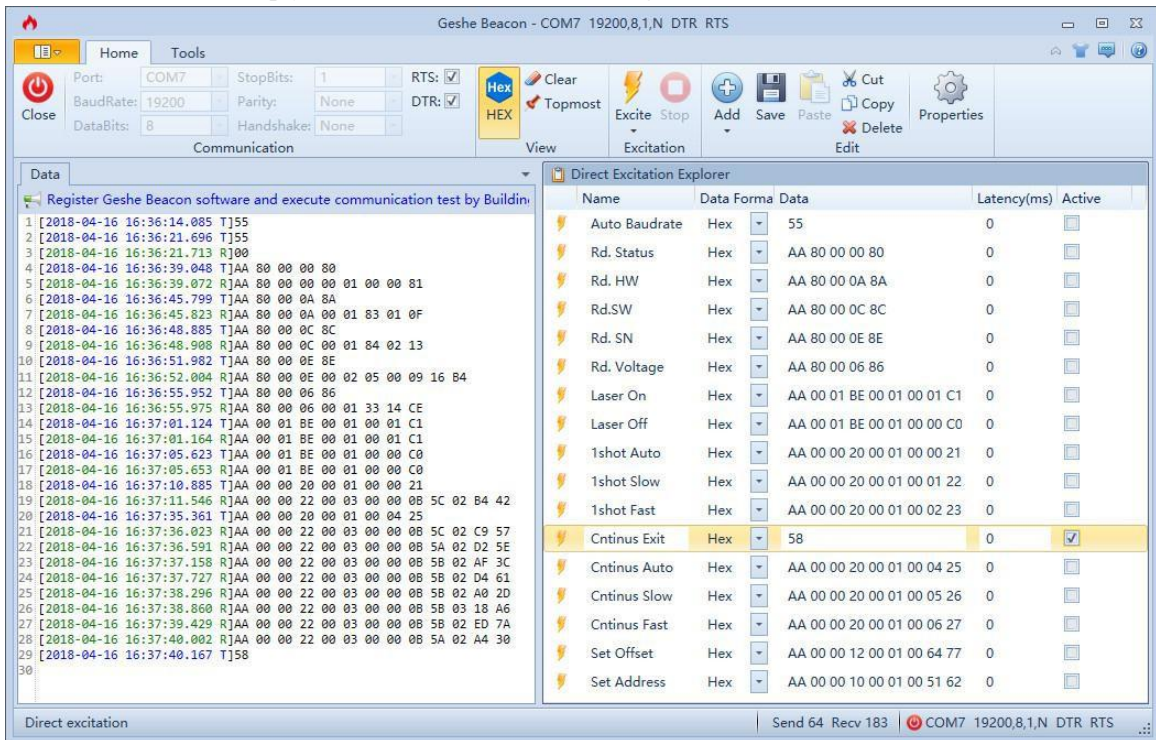 Geshe Beacon - COM7 19200,8,1,N DTR RTS
Home Tools
Port: COM7 StopBits: 1 RTS:
BaudRate: 19200 Parity: None DTR:
DataBits: 8 Handshake: None
Close
Communication
Hex
HEX
Clear
Topmost
View
Excite Stop
Excitation
Add Save Paste
Cut
Copy
Delete
Edit
Properties
Data
Register Geshe Beacon software and execute communication test by Buildin
1 [2018-04-16 16:36:14.085 T]55
2 [2018-04-16 16:36:21.696 T]55
3 [2018-04-16 16:36:21.713 R]00
4 [2018-04-16 16:36:39.048 T]AA 80 00 00 80
5 [2018-04-16 16:36:39.072 R]AA 80 00 00 00 01 00 00 81
6 [2018-04-16 16:36:45.799 T]AA 80 00 0A 8A
7 [2018-04-16 16:36:45.823 R]AA 80 00 0A 00 01 83 01 0F
8 [2018-04-16 16:36:48.885 T]AA 80 00 0C 8C
9 [2018-04-16 16:36:48.908 R]AA 80 00 0C 00 01 84 02 13
10 [2018-04-16 16:36:51.982 T]AA 80 00 0E 8E
11 [2018-04-16 16:36:52.004 R]AA 80 00 0E 00 02 05 00 09 16 B4
12 [2018-04-16 16:36:55.952 T]AA 80 00 06 86
13 [2018-04-16 16:36:55.975 R]AA 80 00 06 00 01 33 14 CE
14 [2018-04-16 16:37:01.124 T]AA 00 01 BE 00 01 00 01 C1
15 [2018-04-16 16:37:01.164 R]AA 00 01 BE 00 01 00 01 C1
16 [2018-04-16 16:37:05.623 T]AA 00 01 BE 00 01 00 00 C0
17 [2018-04-16 16:37:05.653 R]AA 00 01 BE 00 01 00 00 C0
18 [2018-04-16 16:37:10.885 T]AA 00 00 20 00 01 00 00 21
19 [2018-04-16 16:37:11.546 R]AA 00 00 22 00 03 00 00 0B 5C 02 B4 42
20 [2018-04-16 16:37:35.361 T]AA 00 00 20 00 01 00 04 25
21 [2018-04-16 16:37:36.023 R]AA 00 00 22 00 03 00 00 0B 5C 02 C9 57
22 [2018-04-16 16:37:36.591 R]AA 00 00 22 00 03 00 00 0B 5A 02 D2 5E
23 [2018-04-16 16:37:37.158 R]AA 00 00 22 00 03 00 00 0B 5B 02 AF 3C
24 [2018-04-16 16:37:37.727 R]AA 00 00 22 00 03 00 00 0B 5B 02 D4 61
25 [2018-04-16 16:37:38.296 R]AA 00 00 22 00 03 00 00 0B 5B 02 A0 2D
26 [2018-04-16 16:37:38.860 R]AA 00 00 22 00 03 00 00 0B 5B 03 18 A6
27 [2018-04-16 16:37:39.429 R]AA 00 00 22 00 03 00 00 0B 5B 02 ED 7A
28 [2018-04-16 16:37:40.002 R]AA 00 00 22 00 03 00 00 0B 5A 02 A4 30
29 [2018-04-16 16:37:40.167 T]58
30
Direct Excitation Explorer
Name Data Forma Data Latency(ms) Active
Auto Baudrate Hex 55 0
Rd. Status Hex AA 80 00 00 80 0
Rd. HW Hex AA 80 00 0A 8A 0
Rd.SW Hex AA 80 00 0C 8C 0
Rd. SN Hex AA 80 00 0E 8E 0
Rd. Voltage Hex AA 80 00 06 86 0
Laser On Hex AA 00 01 BE 00 01 00 01 C1 0
Laser Off Hex AA 00 01 BE 00 01 00 00 C0 0
1shot Auto Hex AA 00 00 20 00 01 00 00 21 0
1shot Slow Hex AA 00 00 20 00 01 00 01 22 0
1shot Fast Hex AA 00 00 20 00 01 00 02 23 0
Cntinus Exit Hex 58 0
Cntinus Auto Hex AA 00 00 20 00 01 00 04 25 0
Cntinus Slow Hex AA 00 00 20 00 01 00 05 26 0
Cntinus Fast Hex AA 00 00 20 00 01 00 06 27 0
Set Offset Hex AA 00 00 12 00 01 00 64 77 0
Set Address Hex AA 00 00 10 00 01 00 51 62 0
Direct excitation
Send 64 Recv 183 COM7 19200,8,1,N DTR RTS